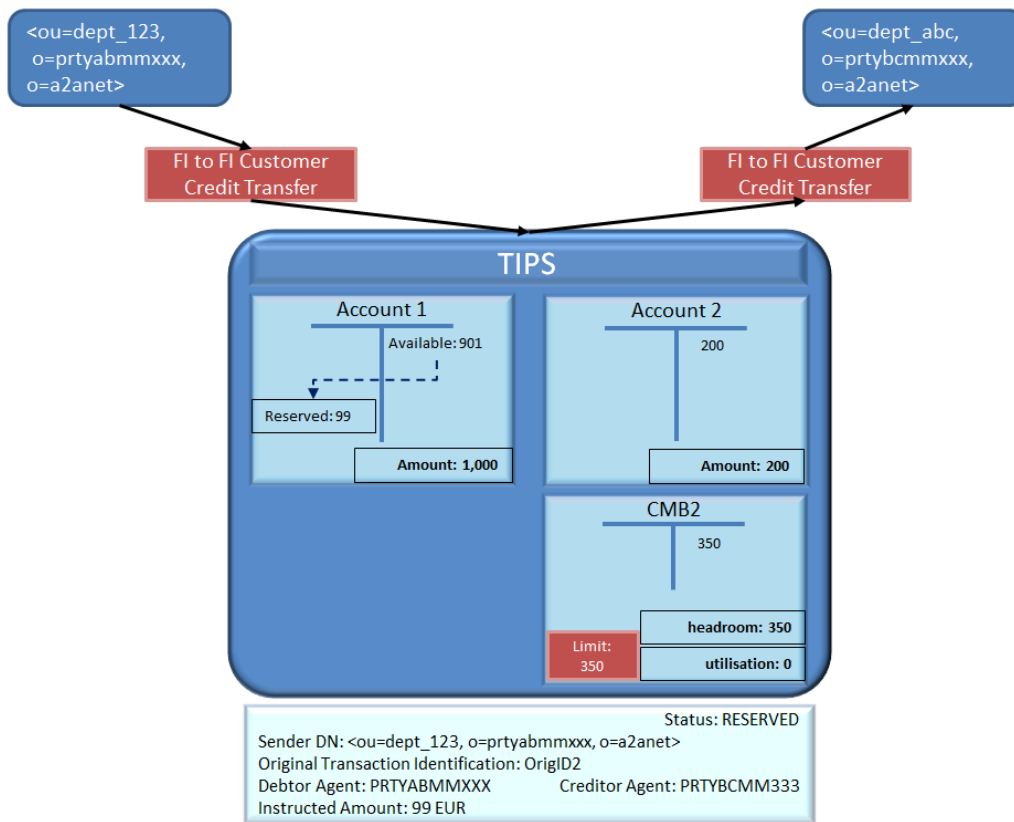 <ou=dept_123,
o=prtyabmmxxx,
o=a2anet>
<ou=dept_abc,
o=prtybcmmxxx,
o=a2anet>
FI to FI Customer
Credit Transfer
FI to FI Customer
Credit Transfer
TIPS
Account 1
Available: 901
Reserved: 99
Amount: 1,000
Account 2
200
Amount: 200
CMB2
350
headroom: 350
Limit:
350
utilisation: 0
Status: RESERVED
Sender DN: <ou=dept_123, o=prtyabmmxxx, o=a2anet>
Original Transaction Identification: OrigID2
Debtor Agent: PRTYABMMXXX Creditor Agent: PRTYBCMM333
Instructed Amount: 99 EUR